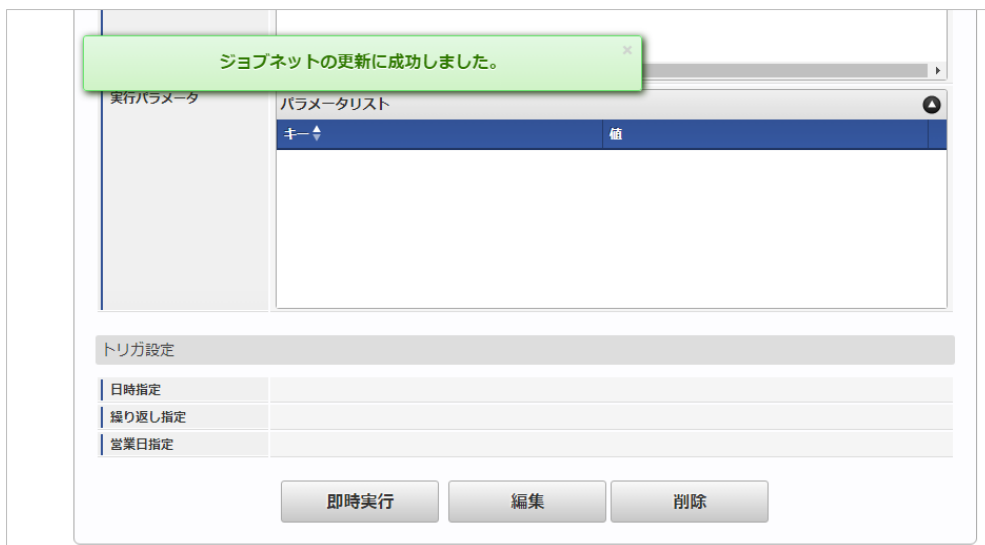 ジョブネットの更新に成功しました。 ×
実行パラメータ
パラメータリスト
キー 値
トリガ設定
日時指定
繰り返し指定
営業日指定
即時実行 編集 削除